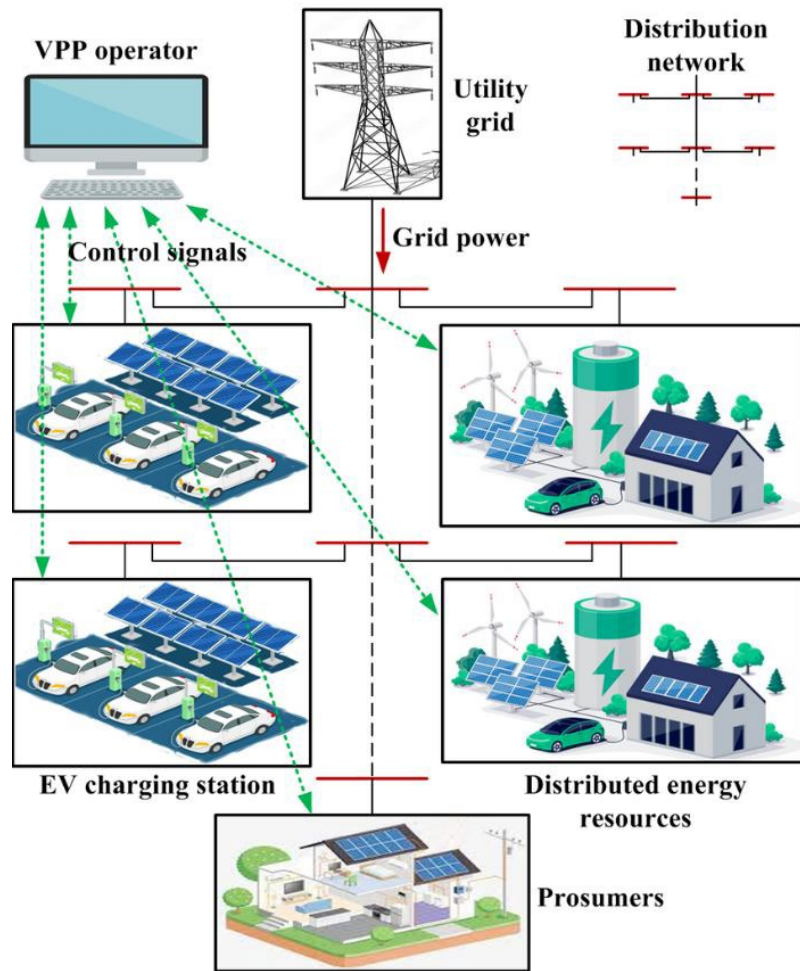 VPP operator
Utility
grid
Distribution
network
Control signals
Grid power
EV charging station
Distributed energy
resources
Prosumers